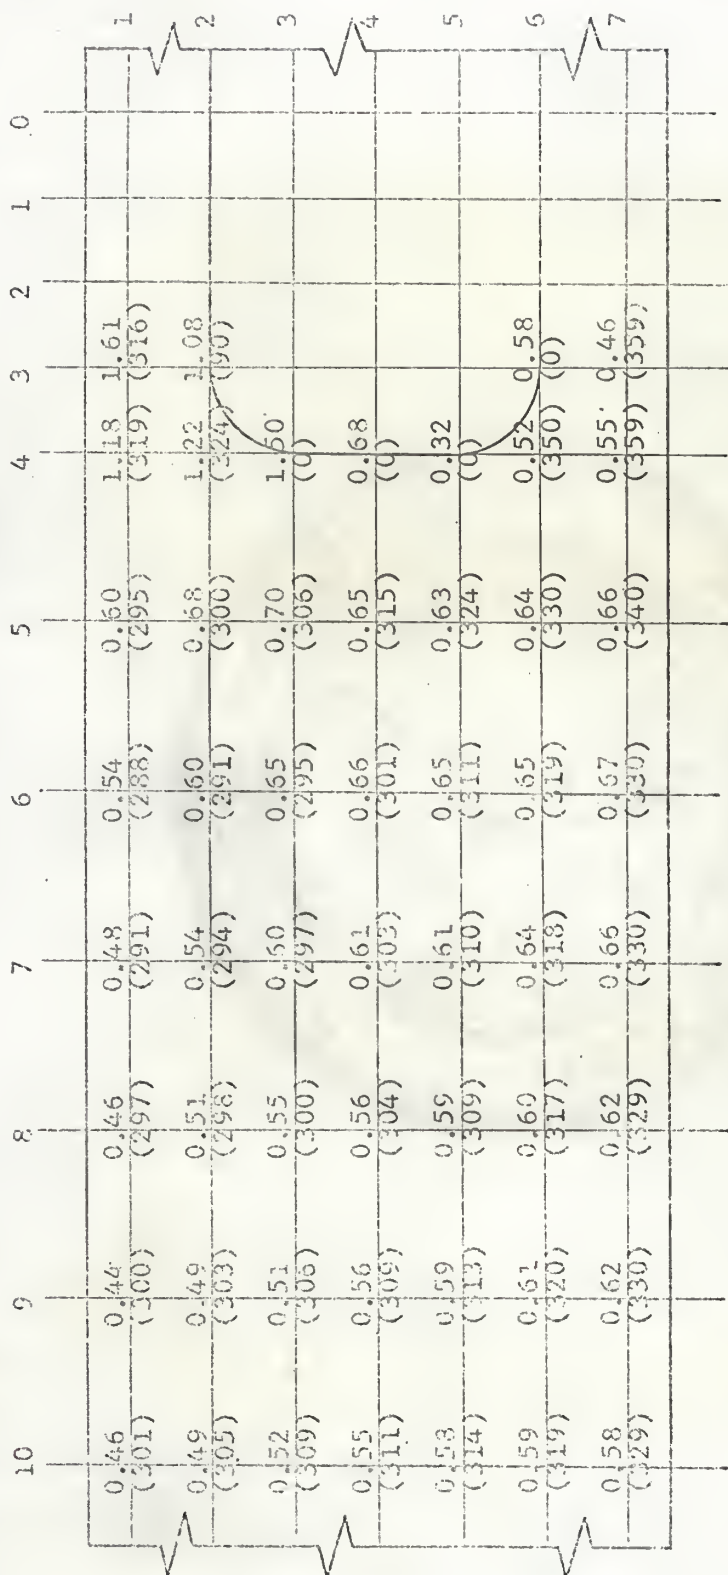 10 9 8 7 6 5 4 3 2 1 0
0.46 0.44 0.46 0.48 0.54 0.60 1.18 1.61 1
(301) (300) (297) (291) (288) (295) (319) (316)
0.49 0.49 0.51 0.54 0.60 0.68 1.22 1.08 2
(305) (303) (298) (294) (291) (300) (324) (90)
0.52 0.51 0.55 0.60 0.65 0.70 1.60 3
(309) (306) (300) (297) (295) (306) (0)
0.55 0.56 0.56 0.61 0.66 0.65 0.68 4
(311) (309) (304) (303) (301) (315) (0)
0.58 0.59 0.59 0.61 0.65 0.63 0.32 5
(314) (313) (309) (310) (311) (324) (0)
0.59 0.61 0.60 0.64 0.65 0.64 0.52 0.58 6
(319) (320) (317) (318) (319) (330) (350) (0)
0.58 0.62 0.62 0.66 0.67 0.66 0.55 0.46 7
(329) (330) (329) (330) (330) (340) (359) (359)